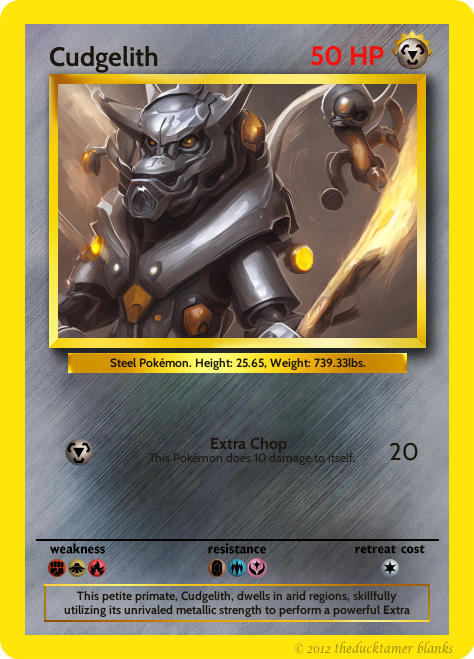 Cudgelith 50 HP
Steel Pokémon. Height: 25.65, Weight: 739.33lbs.
Extra Chop
This Pokémon does 10 damage to itself.
20
weakness resistance retreat cost
This petite primate, Cudgelith, dwells in arid regions, skillfully
utilizing its unrivaled metallic strength to perform a powerful Extra
© 2012 theducktamer blanks